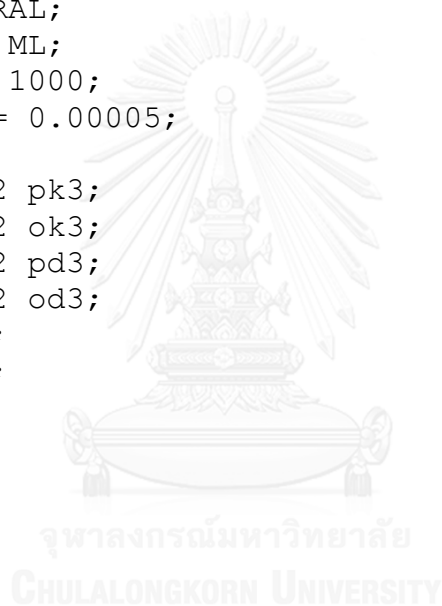 RAL;
ML;
1000;
= 0.00005;
2 pk3;
2 ok3;
2 pd3;
2 od3;
;
;
จุฬาลงกรณ์มหาวิทยาลัย
CHULALONGKORN UNIVERSITY